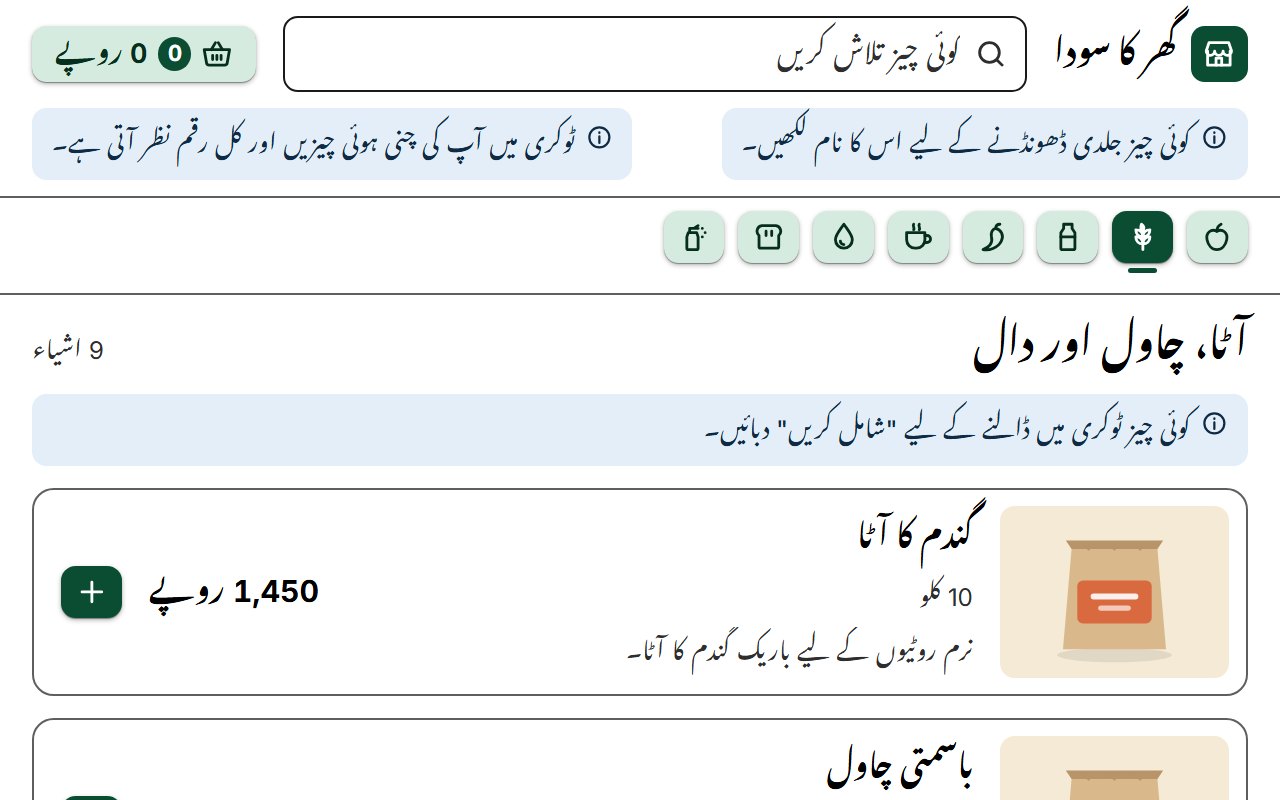 گھر کا سودا
کوئی چیز تلاش کریں
0 0 روپے
کوئی چیز جلدی ڈھونڈنے کے لیے اس کا نام لکھیں۔
ٹوکری میں آپ کی چنی ہوئی چیزیں اور کل رقم نظر آتی ہے۔
آٹا، چاول اور دال
9 اشیاء
کوئی چیز ٹوکری میں ڈالنے کے لیے "شامل کریں" دبائیں۔
گندم کا آٹا
10 کلو
نرم روٹیوں کے لیے باریک گندم کا آٹا۔
1,450 روپے
باسمتی چاول